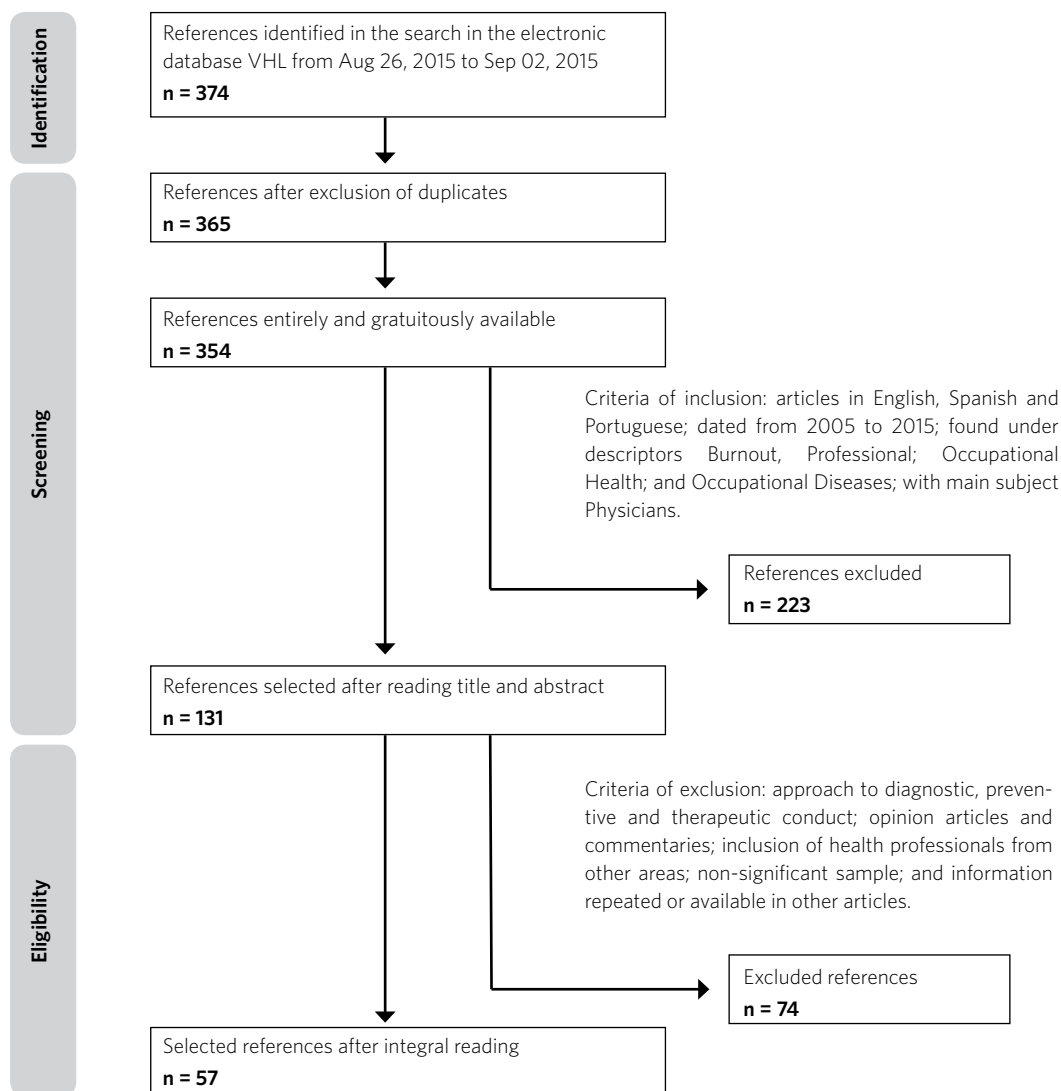 Identification
References identified in the search in the electronic
database VHL from Aug 26, 2015 to Sep 02, 2015
n = 374
Screening
References after exclusion of duplicates
n = 365
References entirely and gratuitously available
n = 354
Criteria of inclusion: articles in English, Spanish and
Portuguese; dated from 2005 to 2015; found under
descriptors Burnout, Professional; Occupational
Health; and Occupational Diseases; with main subject
Physicians.
References excluded
n = 223
References selected after reading title and abstract
n = 131
Eligibility
Criteria of exclusion: approach to diagnostic, preven-
tive and therapeutic conduct; opinion articles and
commentaries; inclusion of health professionals from
other areas; non-significant sample; and information
repeated or available in other articles.
Excluded references
n = 74
Selected references after integral reading
n = 57